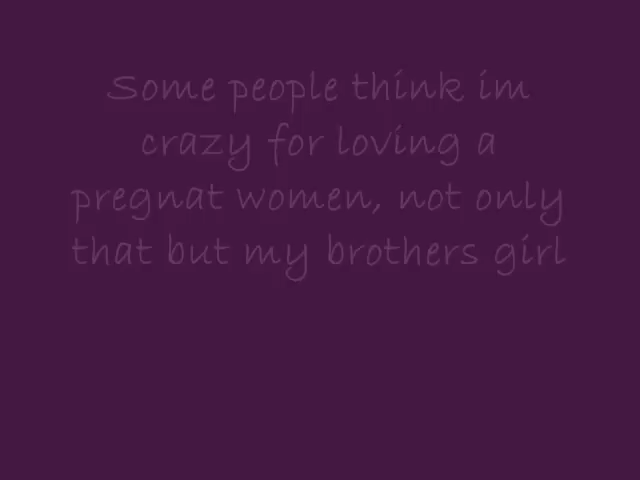 Some people think im
crazy for loving a
pregnat women, not only
that but my brothers girl